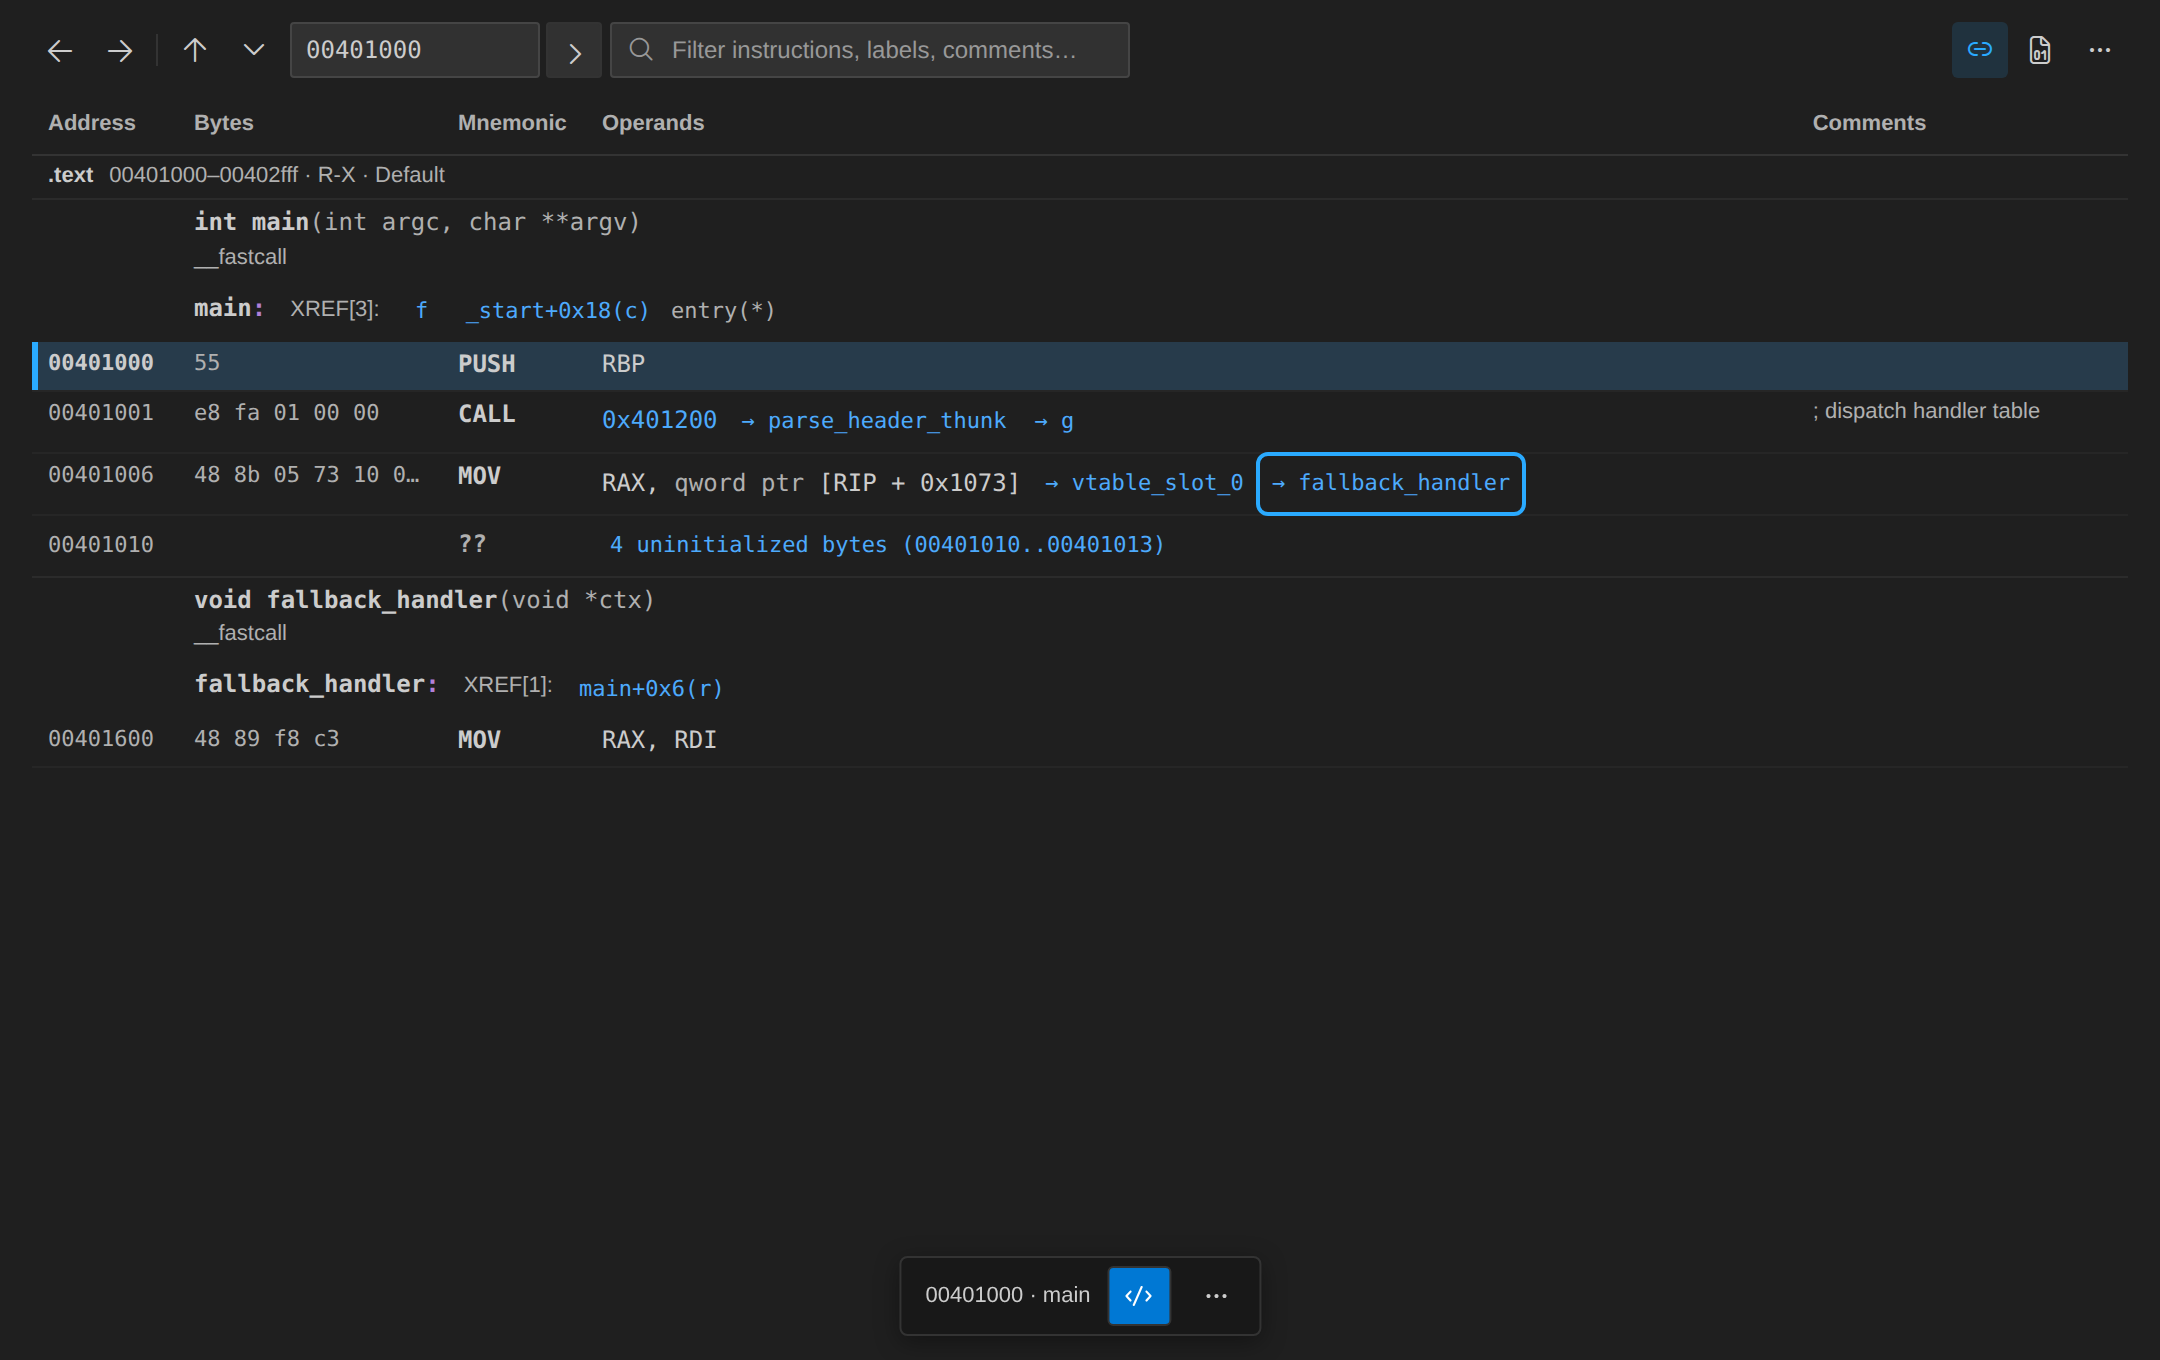 00401000 Filter instructions, labels, comments… 01
Address Bytes Mnemonic Operands Comments
.text 00401000–00402fff · R-X · Default
int main(int argc, char **argv)
__fastcall
main: XREF[3]: f _start+0x18(c) entry(*)
00401000 55 PUSH RBP
00401001 e8 fa 01 00 00 CALL 0x401200 → parse_header_thunk → g ; dispatch handler table
00401006 48 8b 05 73 10 0… MOV RAX, qword ptr [RIP + 0x1073] → vtable_slot_0 → fallback_handler
00401010 ?? 4 uninitialized bytes (00401010..00401013)
void fallback_handler(void *ctx)
__fastcall
fallback_handler: XREF[1]: main+0x6(r)
00401600 48 89 f8 c3 MOV RAX, RDI
00401000 · main </> ···